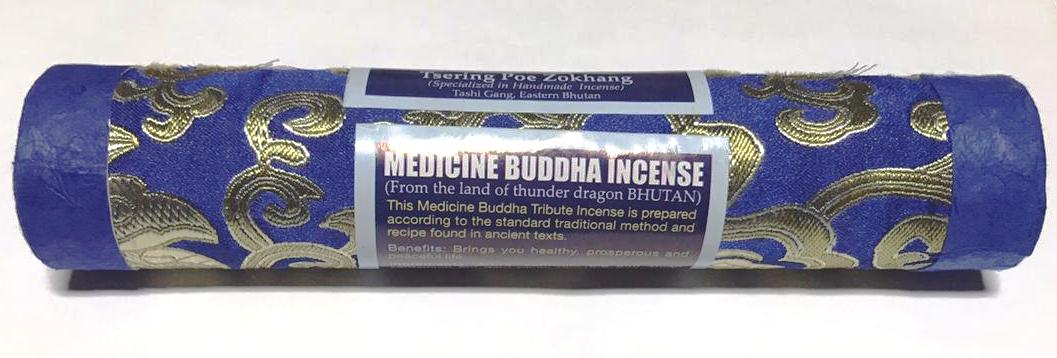 Tsering Poe Zokhang
(Specialized in Handmade Incense)
Tashi Gang, Eastern Bhutan
MEDICINE BUDDHA INCENSE
(From the land of thunder dragon BHUTAN)
This Medicine Buddha Tribute Incense is prepared
according to the standard traditional method and
recipe found in ancient texts.
Benefits: Brings you healthy, prosperous and
peaceful life.